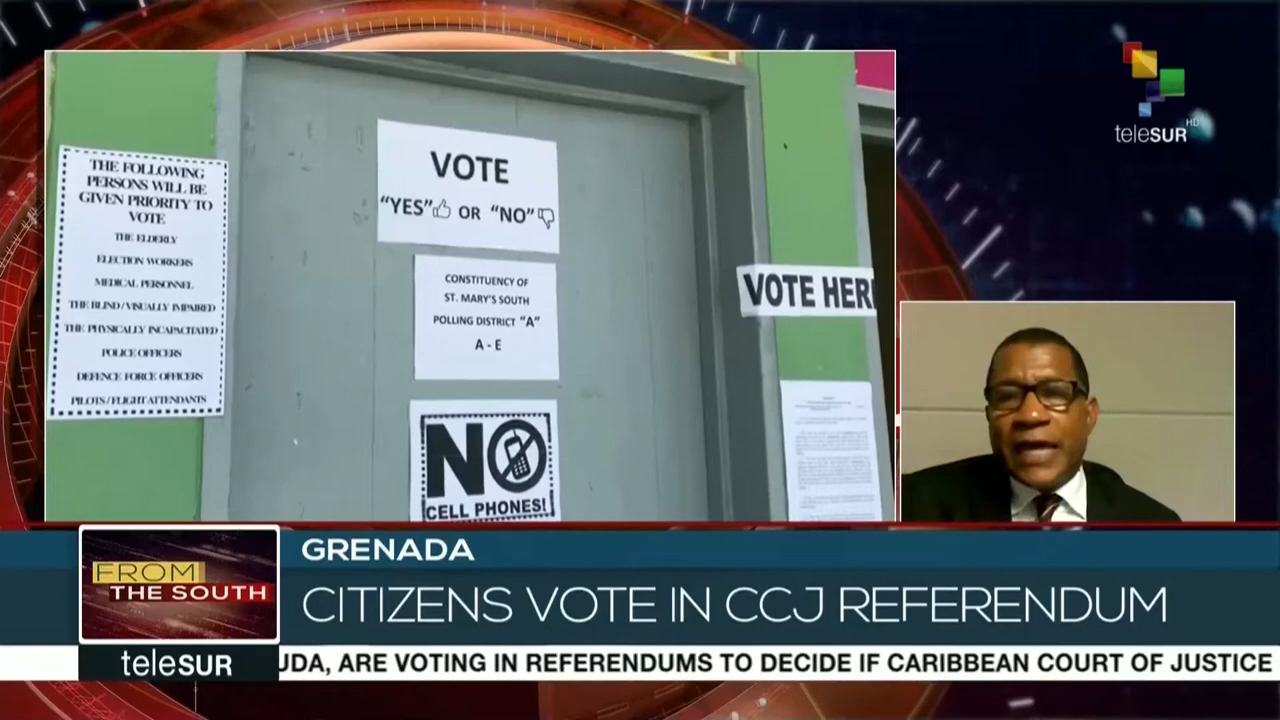 THE FOLLOWING
PERSONS WILL BE
GIVEN PRIORITY TO
VOTE
THE ELDERLY
ELECTION WORKERS
MEDICAL PERSONNEL
THE BLIND/VISUALLY IMPAIRED
THE PHYSICALLY INCAPACITATED
POLICE OFFICERS
DEFENCE FORCE OFFICERS
PILOTS/FLIGHT ATTENDANTS
VOTE
“YES” OR “NO”
CONSTITUENCY OF
ST. MARY'S SOUTH
POLLING DISTRICT “A”
A - E
NO
CELL PHONES!
VOTE HER
teleSUR HD
GRENADA
FROM
THE SOUTH
CITIZENS VOTE IN CCJ REFERENDUM
teleSUR
UDA, ARE VOTING IN REFERENDUMS TO DECIDE IF CARIBBEAN COURT OF JUSTICE